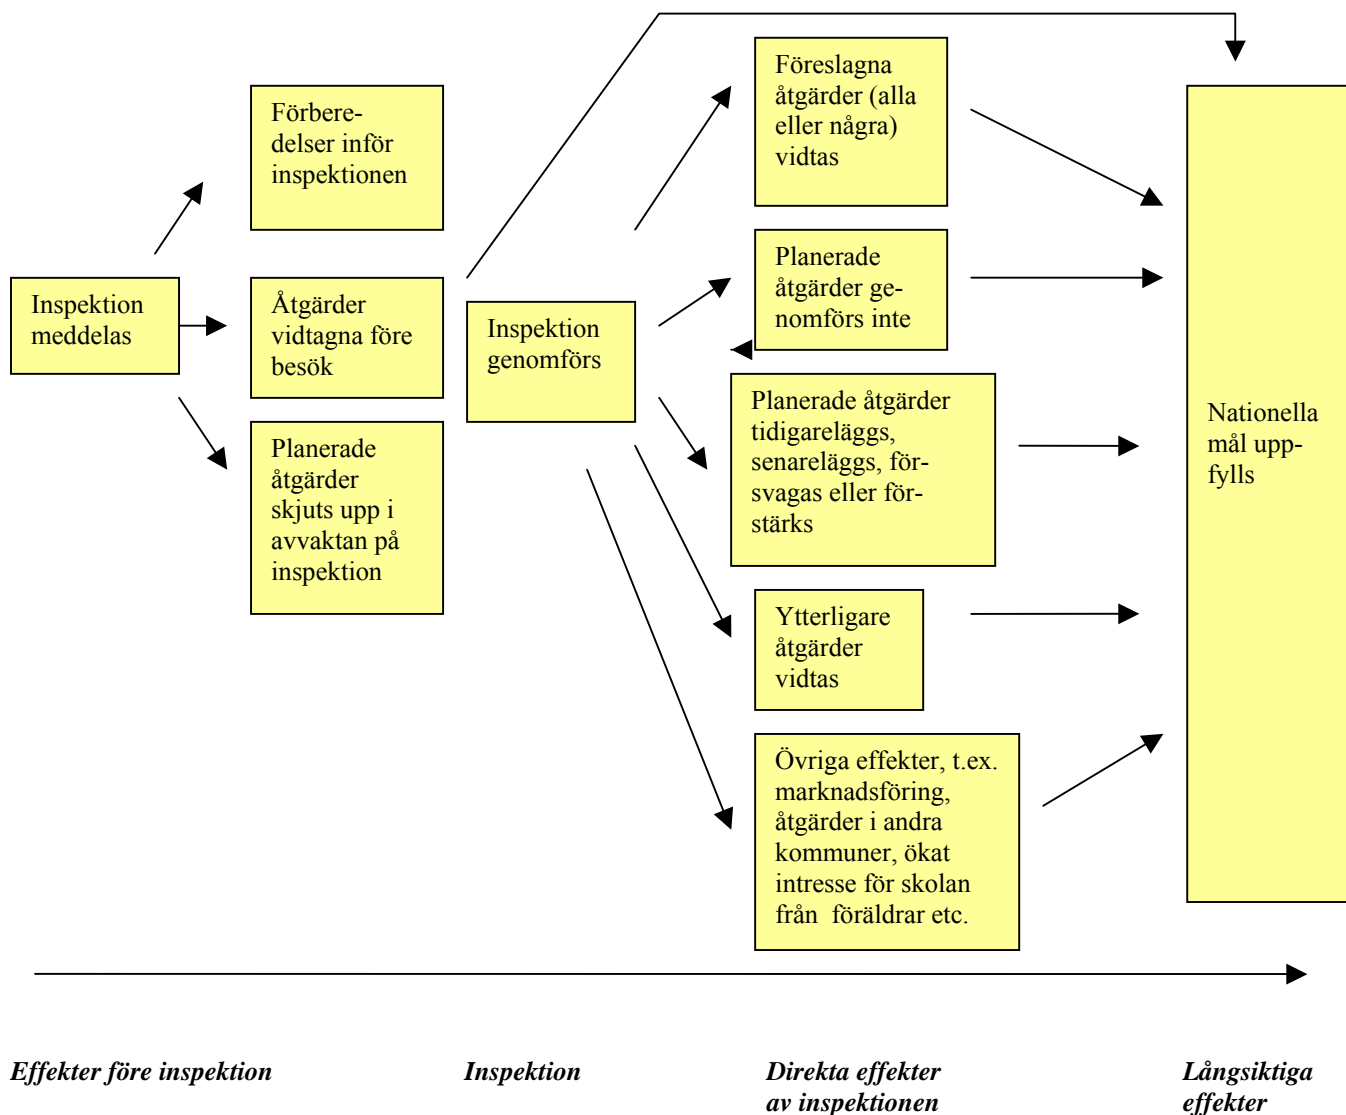 Förbere-
delser inför
inspektionen
Inspektion
meddelas
Åtgärder
vidtagna före
besök
Planerade
åtgärder
skjuts upp i
avvaktan på
inspektion
Inspektion
genomförs
Föreslagna
åtgärder (alla
eller några)
vidtas
Planerade
åtgärder ge-
nomförs inte
Planerade åtgärder
tidigareläggs,
senareläggs, för-
svagas eller för-
stärks
Ytterligare
åtgärder
vidtas
Övriga effekter, t.ex.
marknadsföring,
åtgärder i andra
kommuner, ökat
intresse för skolan
från  föräldrar etc.
Nationella
mål upp-
fylls
Effekter före inspektion
Inspektion
Direkta effekter
av inspektionen
Långsiktiga
effekter